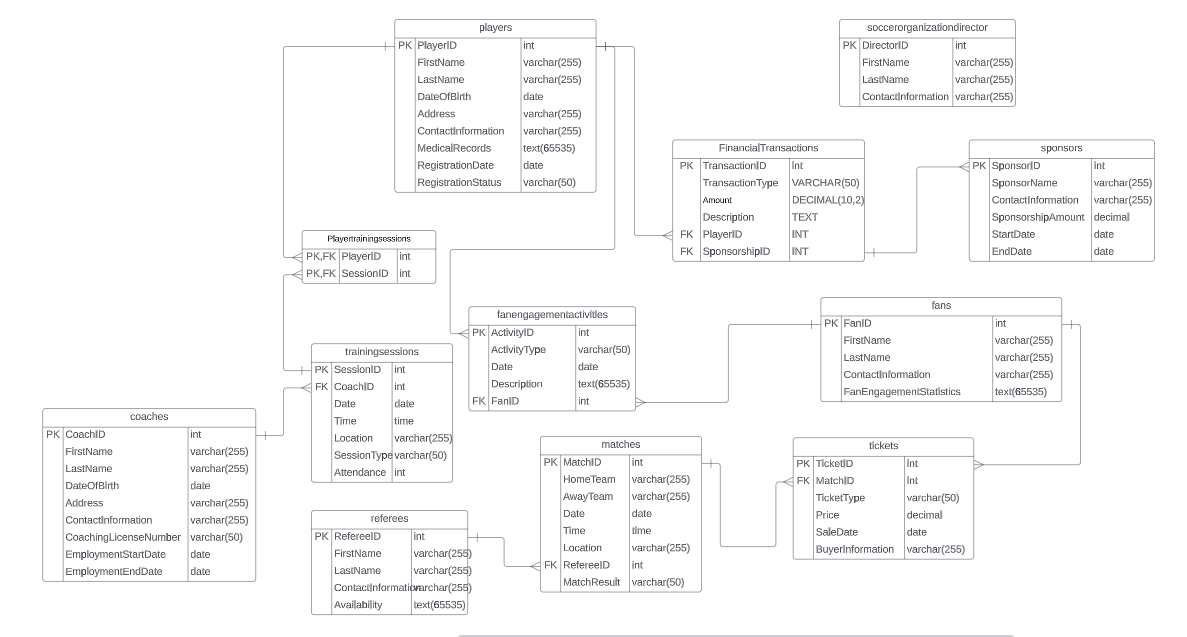 players
PK PlayerID int
FirstName varchar(255)
LastName varchar(255)
DateOfBirth date
Address varchar(255)
ContactInformation varchar(255)
MedicalRecords text(65535)
RegistrationDate date
RegistrationStatus varchar(50)
soccerorganizationdirector
PK DirectorID int
FirstName varchar(255)
LastName varchar(255)
ContactInformation varchar(255)
FinancialTransactions
PK TransactionID Int
TransactionType VARCHAR(50)
Amount DECIMAL(10,2)
Description TEXT
FK PlayerID INT
FK SponsorshipID INT
sponsors
PK SponsorID int
SponsorName varchar(255)
ContactInformation varchar(255)
SponsorshipAmount decimal
StartDate date
EndDate date
Playertrainingsessions
PK,FK PlayerID int
PK,FK SessionID int
fanengagementactivities
PK ActivityID int
ActivityType varchar(50)
Date date
Description text(65535)
FK FanID int
fans
PK FanID int
FirstName varchar(255)
LastName varchar(255)
ContactInformation varchar(255)
FanEngagementStatistics text(65535)
trainingsessions
PK SessionID int
FK CoachID int
Date date
Time time
Location varchar(255)
SessionType varchar(50)
Attendance int
coaches
PK CoachID int
FirstName varchar(255)
LastName varchar(255)
DateOfBirth date
Address varchar(255)
ContactInformation varchar(255)
CoachingLicenseNumber varchar(50)
EmploymentStartDate date
EmploymentEndDate date
matches
PK MatchID int
HomeTeam varchar(255)
AwayTeam varchar(255)
Date date
Time time
Location varchar(255)
FK RefereeID int
MatchResult varchar(50)
tickets
PK TicketID int
FK MatchID int
TicketType varchar(50)
Price decimal
SaleDate date
BuyerInformation varchar(255)
referees
PK RefereeID int
FirstName varchar(255)
LastName varchar(255)
ContactInformation varchar(255)
Availability text(65535)